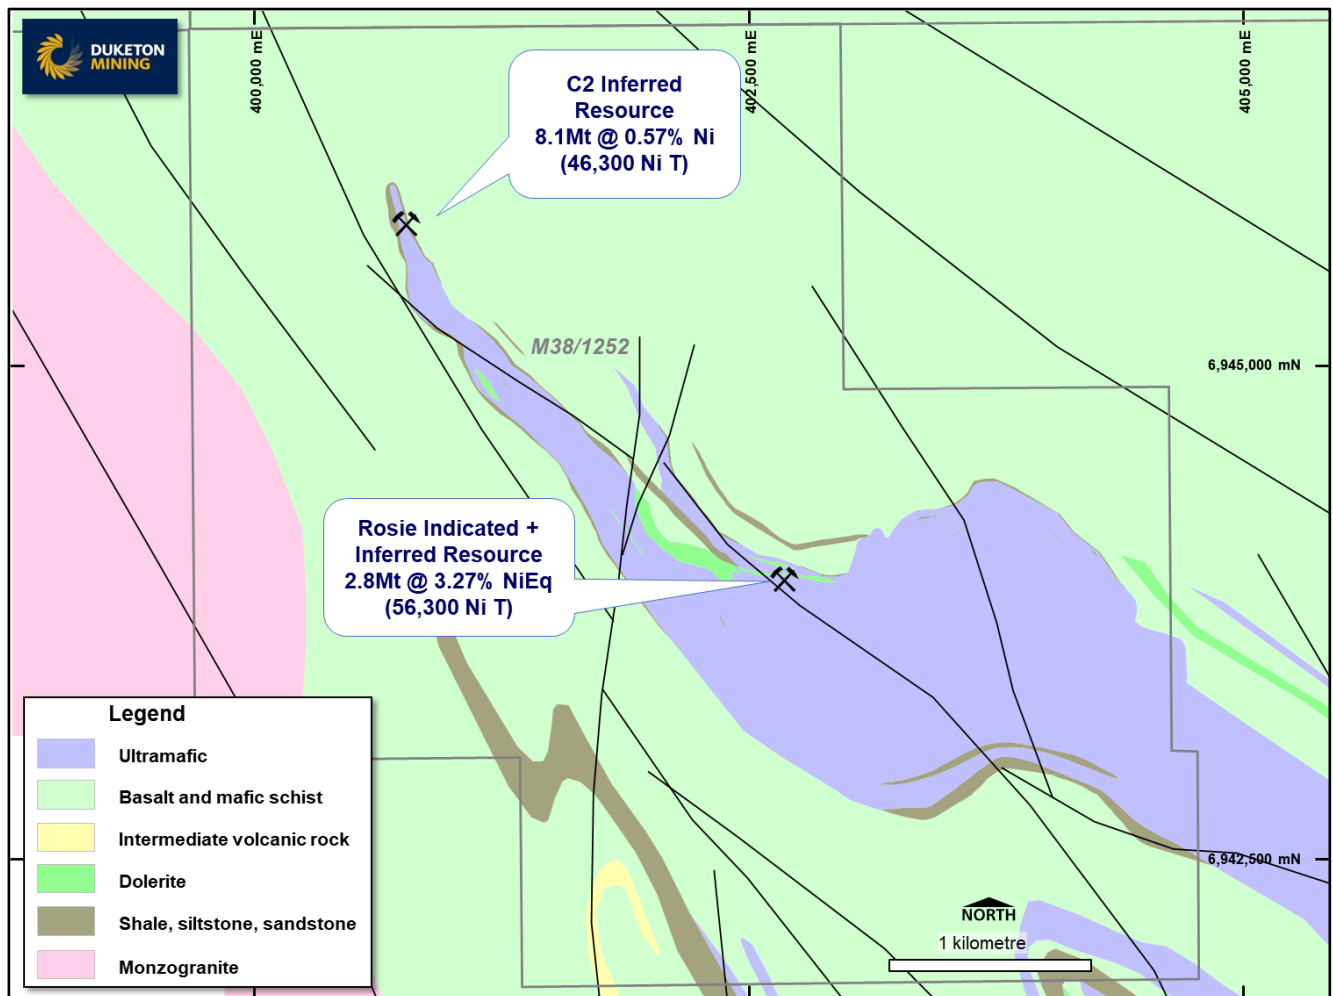 DUKETON
MINING
400,000 mE
402,500 mE
405,000 mE
C2 Inferred
Resource
8.1Mt @ 0.57% Ni
(46,300 Ni T)
M38/1252
6,945,000 mN
Rosie Indicated +
Inferred Resource
2.8Mt @ 3.27% NiEq
(56,300 Ni T)
Legend
Ultramafic
Basalt and mafic schist
Intermediate volcanic rock
Dolerite
Shale, siltstone, sandstone
Monzogranite
6,942,500 mN
NORTH
1 kilometre